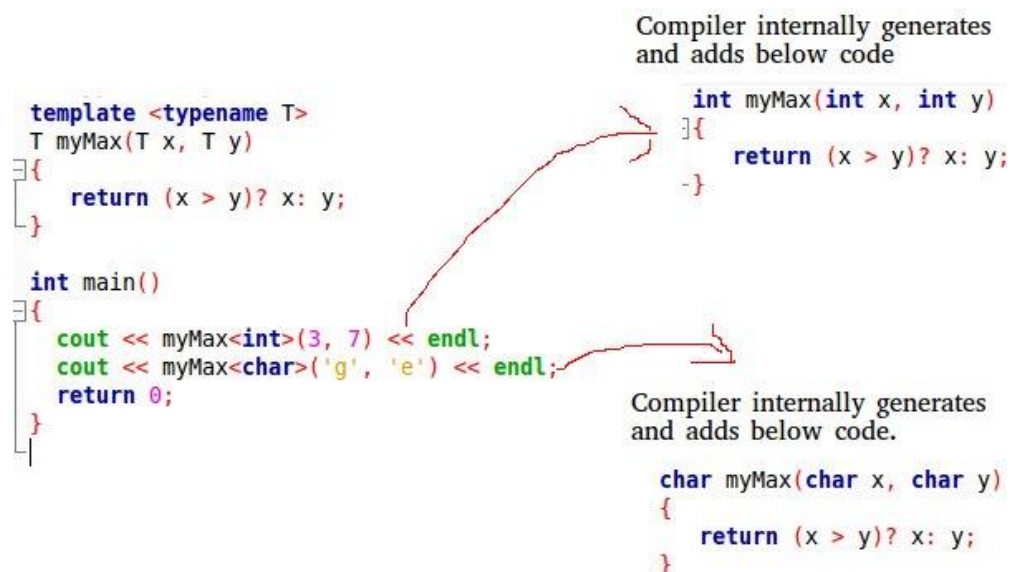 template <typename T>
T myMax(T x, T y)
{
return (x > y)? x: y;
}
int main()
{
cout << myMax<int>(3, 7) << endl;
cout << myMax<char>('g', 'e') << endl;
return 0;
}
Compiler internally generates
and adds below code
int myMax(int x, int y)
{
return (x > y)? x: y;
}
Compiler internally generates
and adds below code.
char myMax(char x, char y)
{
return (x > y)? x: y;
}